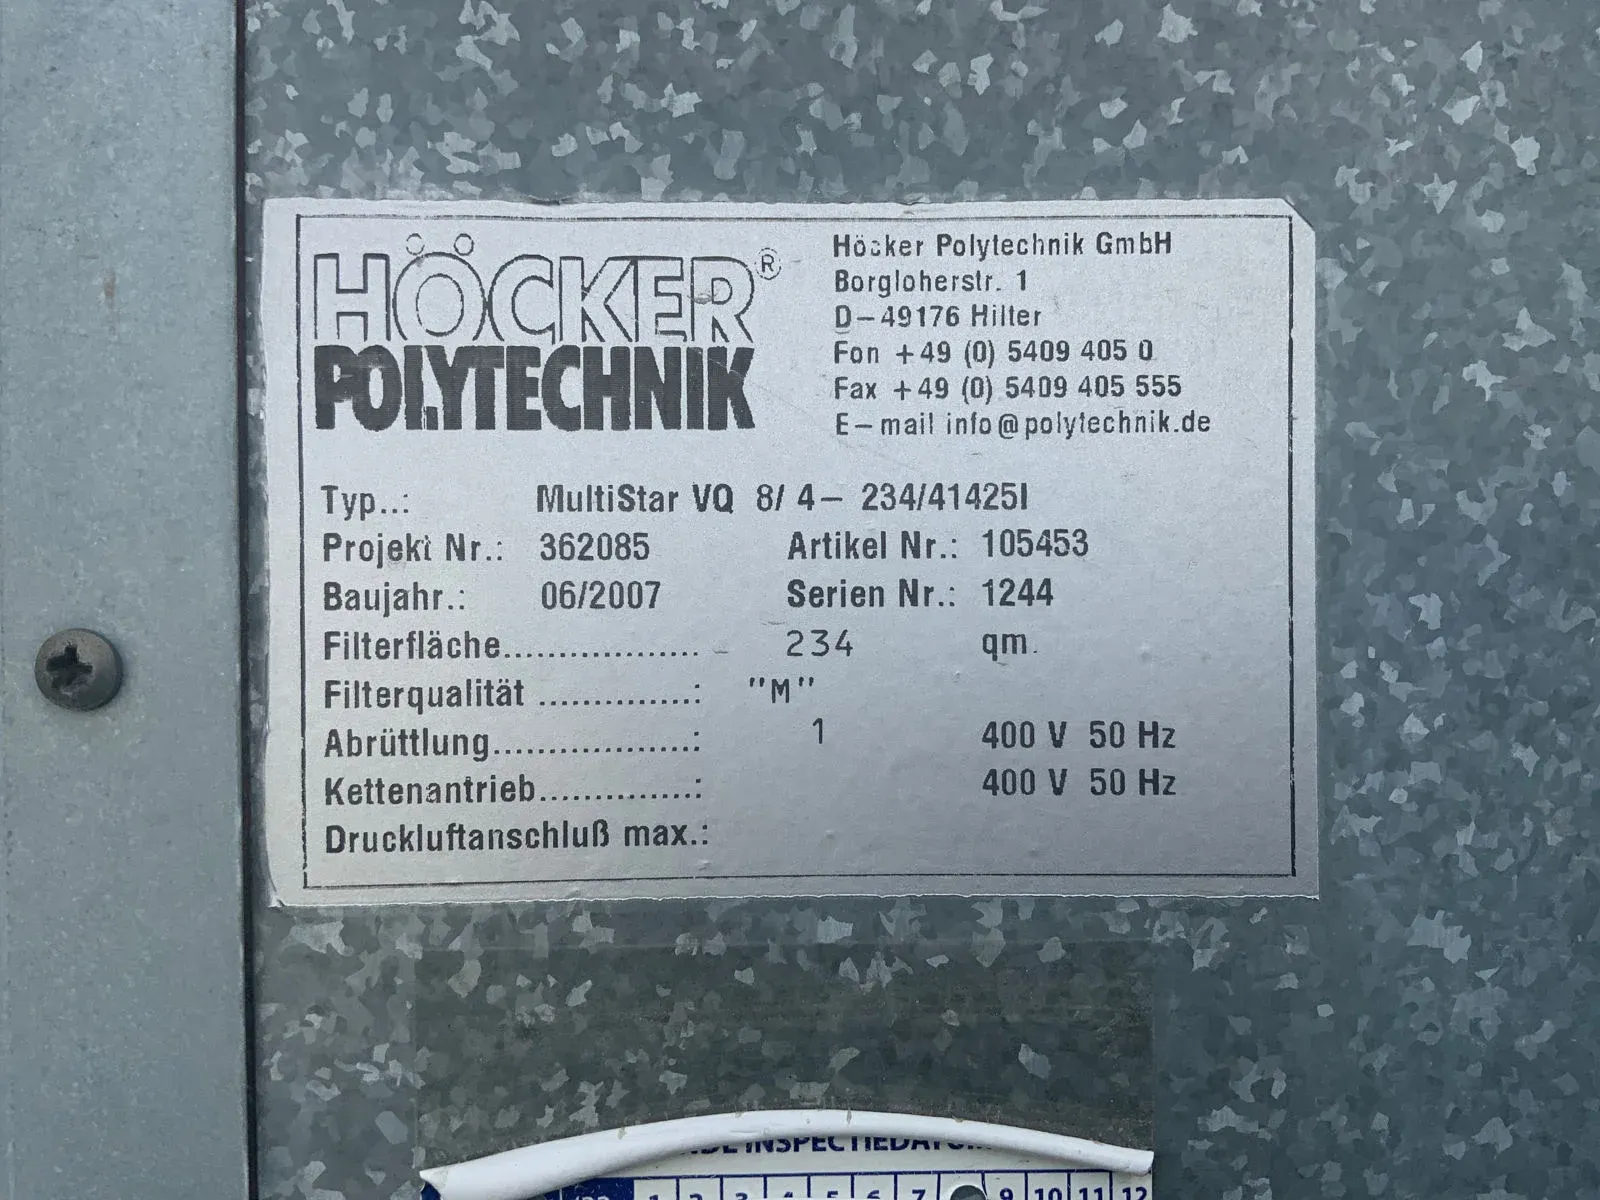 HÖCKER®
POLYTECHNIK
Höcker Polytechnik GmbH
Borgloherstr. 1
D-49176 Hilter
Fon +49 (0) 5409 405 0
Fax +49 (0) 5409 405 555
E-mail info@polytechnik.de
Typ..: MultiStar VQ 8/ 4- 234/41425I
Projekt Nr.: 362085 Artikel Nr.: 105453
Baujahr.: 06/2007 Serien Nr.: 1244
Filterfläche.................. 234 qm.
Filterqualität ..............: "M"
Abrüttlung..................: 1 400 V 50 Hz
Kettenantrieb..............: 400 V 50 Hz
Druckluftanschluß max.:
INSPECTIEDATUM
1 2 3 4 5 6 7 9 10 11 12